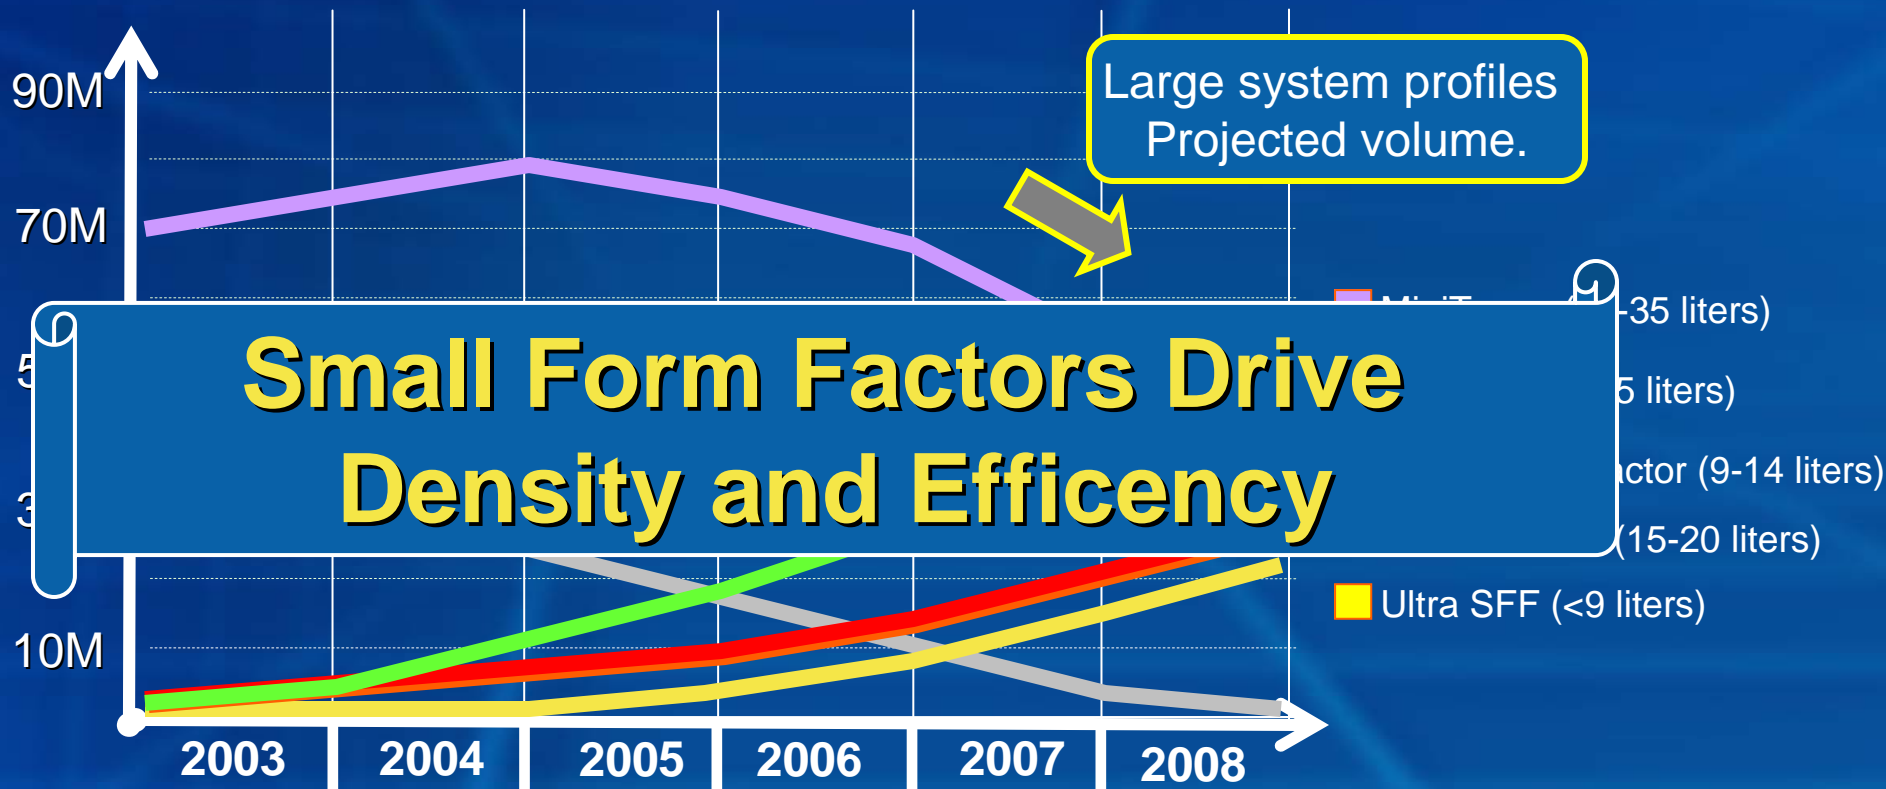 90M
Large system profiles
Projected volume.
70M
-35 liters)
Small Form Factors Drive
5 liters)
Density and Efficency
(9-14 liters)
(15-20 liters)
Ultra SFF (<9 liters)
10M
2003 2004 2005 2006 2007 2008